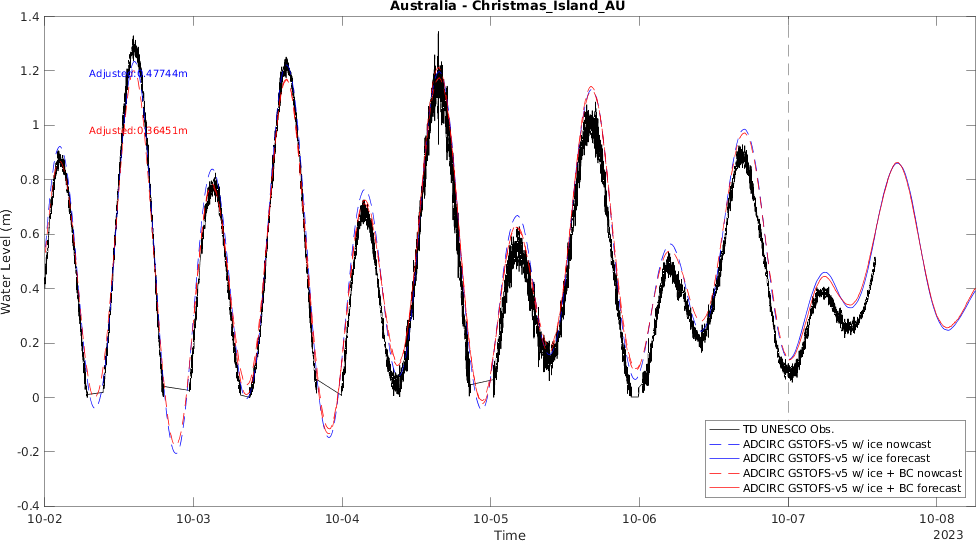 Australia - Christmas_Island_AU
1.4
1.2
1
0.8
0.6
0.4
0.2
0
-0.2
-0.4
Water Level (m)
Adjusted:0.47744m
Adjusted:0.36451m
TD UNESCO Obs.
ADCIRC GSTOFS-v5 w/ ice nowcast
ADCIRC GSTOFS-v5 w/ ice forecast
ADCIRC GSTOFS-v5 w/ ice + BC nowcast
ADCIRC GSTOFS-v5 w/ ice + BC forecast
10-02 10-03 10-04 10-05 10-06 10-07 10-08
Time
2023